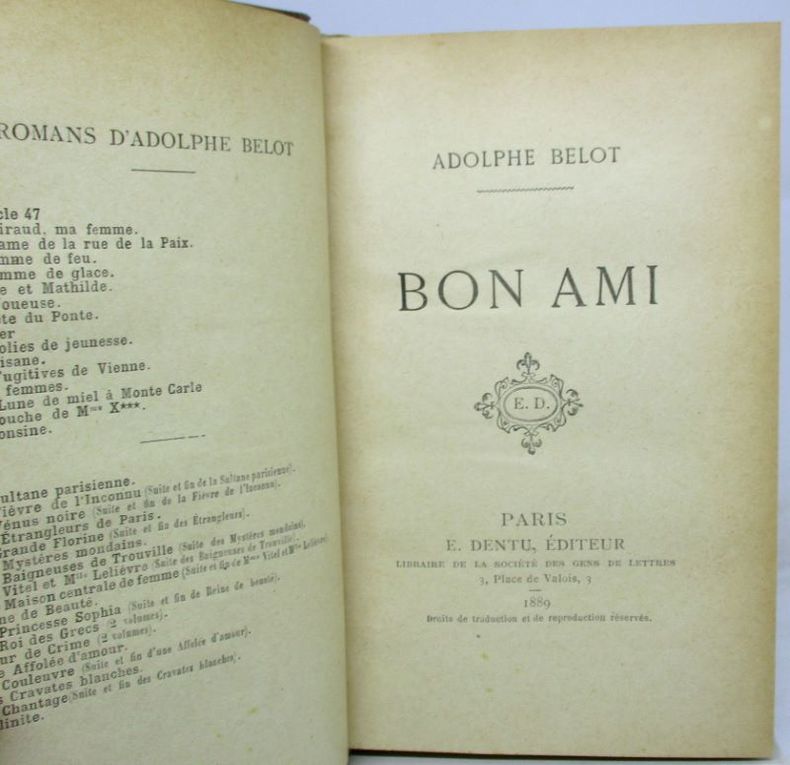 ROMANS D'ADOLPHE BELOT
cle 47
iraud, ma femme.
ame de la rue de la Paix.
mme de feu.
mme de glace.
e et Mathilde.
oueuse.
ète du Ponte.
er
olies de jeunesse.
isane.
ugitives de Vienne.
femmes.
Lune de miel à Monte Carle
ouche de Mme X***.
onsine.
ultane parisienne.
ièvre de l'Inconnu (Suite et fin de la Sultane parisienne).
Vénus noire (Suite et fin de la Fièvre de l'Inconnu).
Étrangleurs de Paris.
Grande Florine (Suite et fin des Étrangleurs).
Mystères mondains.
Baigneuses de Trouville (Suite des Mystères mondains).
Vitel et Mlle Lelièvre (Suite des Baigneuses de Trouville).
Maison centrale de femme (Suite et fin de Mmes Vitel et Mlle Lelièvre)
ne de Beauté.
Princesse Sophia (Suite et fin de Reine de beauté).
Roi des Grecs (2 volumes).
ur de Crime (2 volumes).
e Affolée d'amour.
Couleuvre (Suite et fin d'une Affolée d'amour).
s Cravates blanches.
Chantage (Suite et fin des Cravates blanches).
linite.
ADOLPHE BELOT
BON AMI
E. D.
PARIS
E. DENTU, ÉDITEUR
LIBRAIRE DE LA SOCIÉTÉ DES GENS DE LETTRES
3, Place de Valois, 3
1889
Droits de traduction et de reproduction réservés.